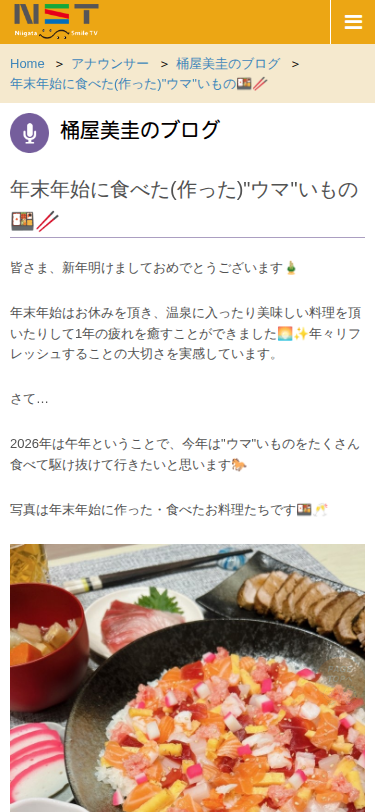 NST
Niigata Smile TV
Home > アナウンサー > 桶屋美圭のブログ >
年末年始に食べた(作った)"ウマ"いもの🍱🥢
桶屋美圭のブログ
年末年始に食べた(作った)"ウマ"いもの
🍱🥢
皆さま、新年明けましておめでとうございます🎍
年末年始はお休みを頂き、温泉に入ったり美味しい料理を頂
いたりして1年の疲れを癒すことができました🌅✨年々リフ
レッシュすることの大切さを実感しています。
さて…
2026年は午年ということで、今年は"ウマ"いものをたくさん
食べて駆け抜けて行きたいと思います🐎
写真は年末年始に作った・食べたお料理たちです🍱🥂